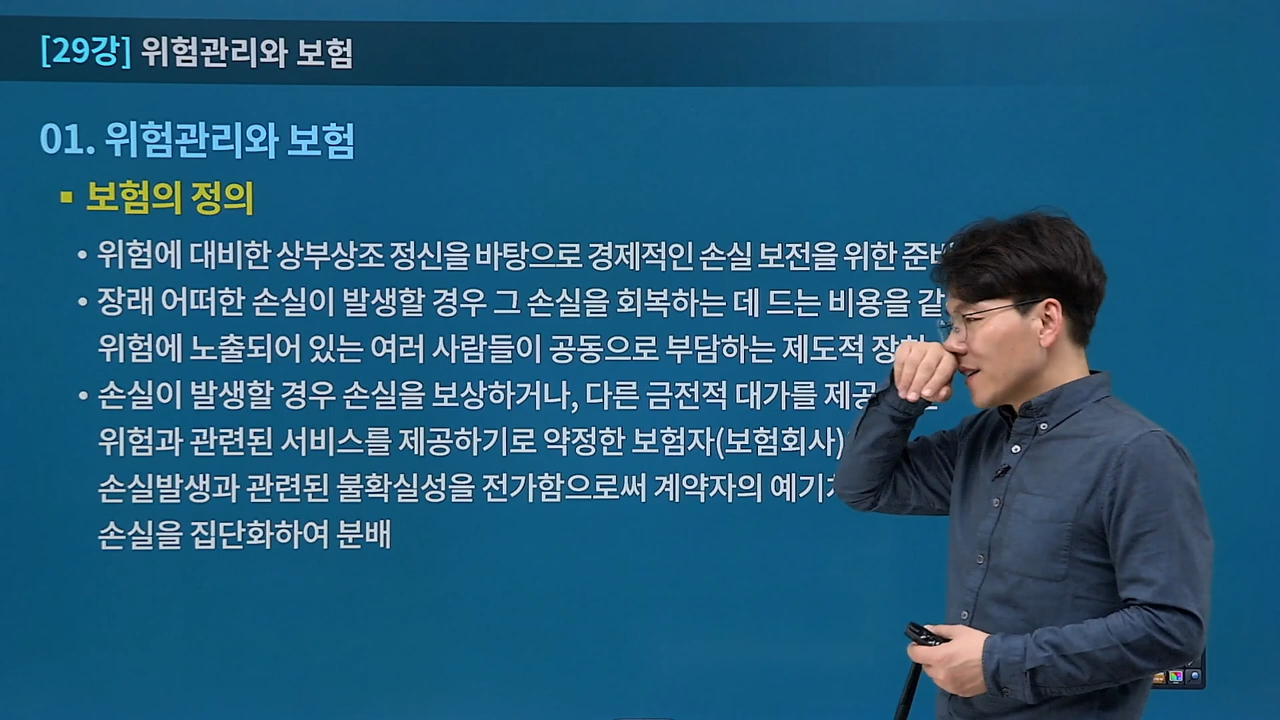 [29강] 위험관리와 보험
01. 위험관리와 보험
▪ 보험의 정의
• 위험에 대비한 상부상조 정신을 바탕으로 경제적인 손실 보전을 위한
• 장래 어떠한 손실이 발생할 경우 그 손실을 회복하는 데 드는 비용을
위험에 노출되어 있는 여러 사람들이 공동으로 부담하는 제도적
• 손실이 발생할 경우 손실을 보상하거나, 다른 금전적 대가를
위험과 관련된 서비스를 제공하기로 약정한 보험자(보험회사)
손실발생과 관련된 불확실성을 전가함으로써 계약자의
손실을 집단화하여 분배